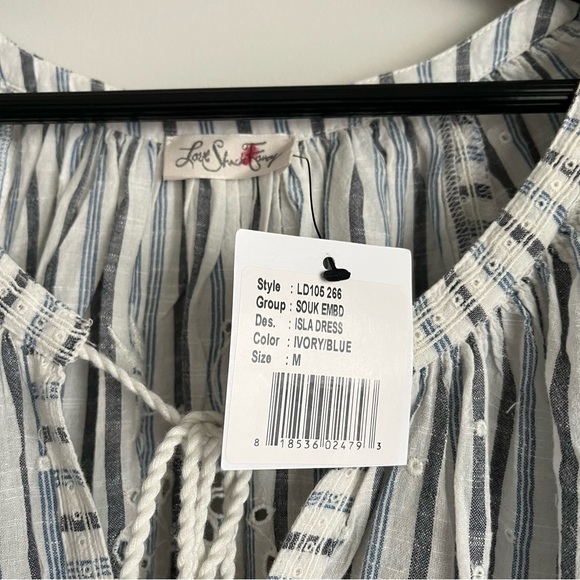 Love Shack Fancy
Style : LD105 266
Group : SOUK EMBD
Des. : ISLA DRESS
Color : IVORY/BLUE
Size : M
8 18536 02479 3